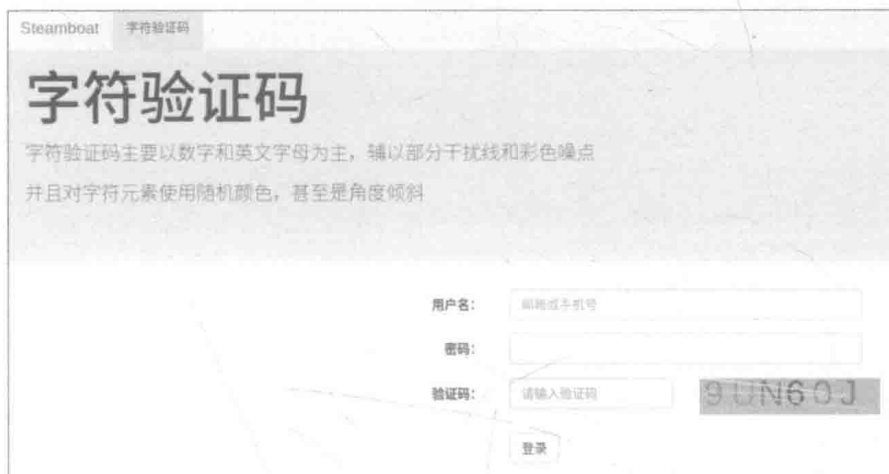 Steamboat 字符验证码
字符验证码
字符验证码主要以数字和英文字母为主，辅以部分干扰线和彩色噪点
并且对字符元素使用随机颜色，甚至是角度倾斜
用户名： 邮箱或手机号
密码：
验证码： 请输入验证码 9UN60J
登录